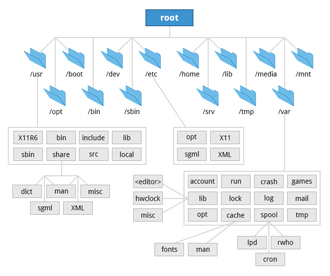 root
/usr /boot /dev /etc /home /lib /media /mnt
/opt /bin /sbin /srv /tmp /var
X11R6 bin include lib
sbin share src local
opt X11
sgml XML
dict man misc
sgml XML
<editor>
hwclock
misc
account run crash games
lib lock log mail
opt cache spool tmp
fonts man
lpd rwho
cron